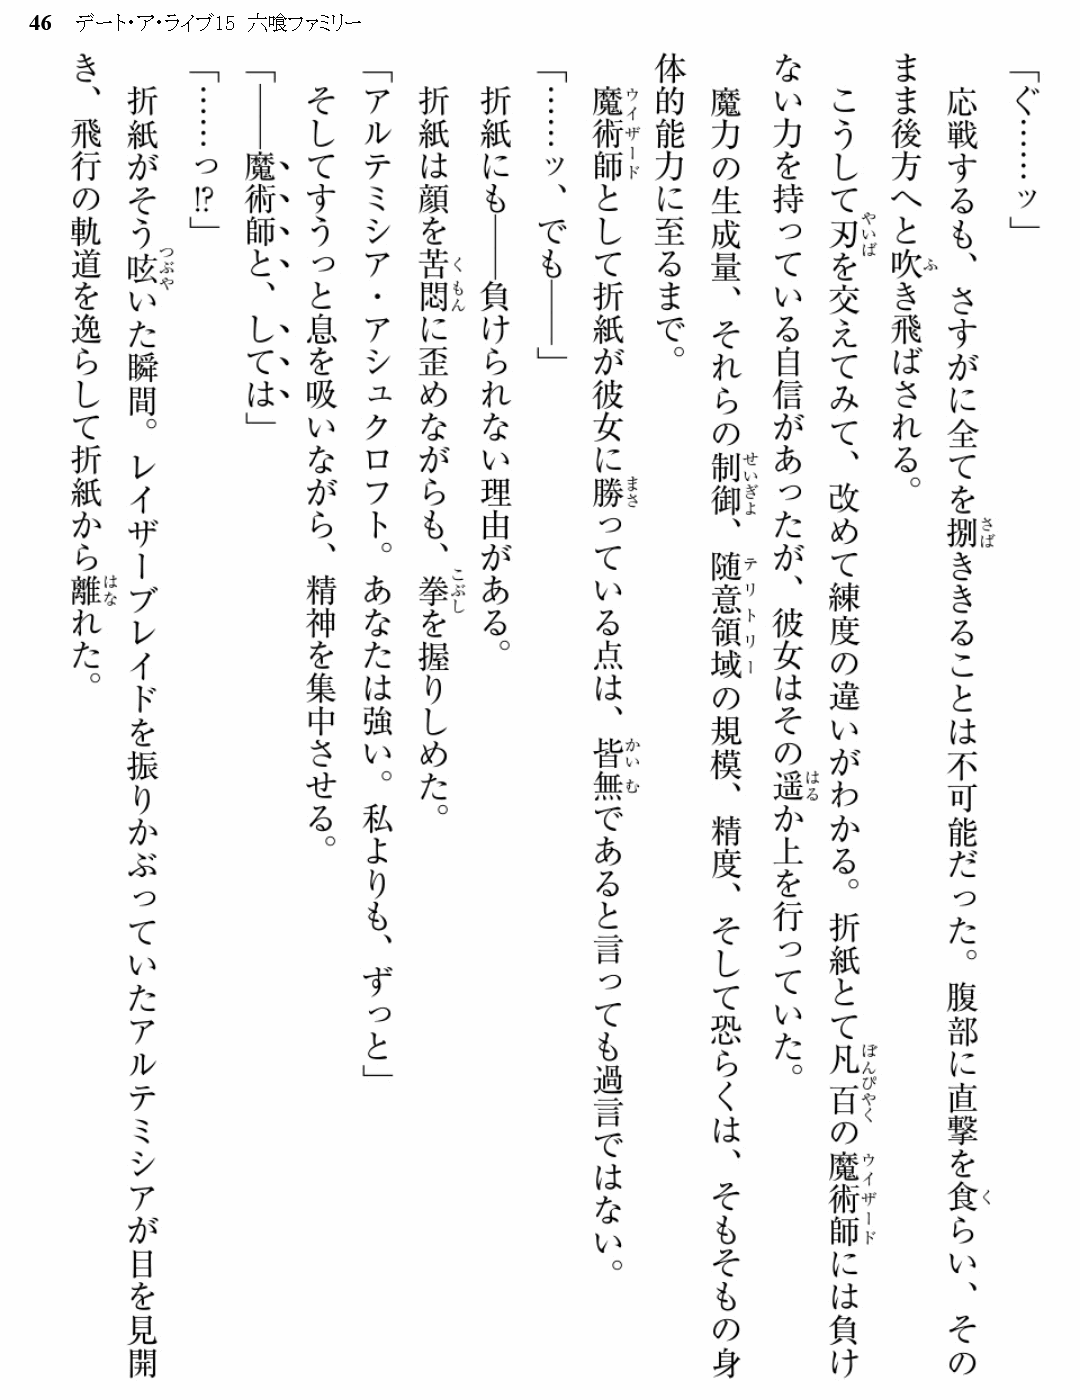 46 デート・ア・ライブ15 六喰ファミリー
「ぐ……ッ」
応戦するも、さすがに全てを捌ききることは不可能だった。腹部に直撃を食らい、その
まま後方へと吹き飛ばされる。
こうして刃を交えてみて、改めて練度の違いがわかる。折紙とて凡百の魔術師には負け
ない力を持っている自信があったが、彼女はその遥か上を行っていた。
魔力の生成量、それらの制御、随意領域の規模、精度、そして恐らくは、そもそもの身
体的能力に至るまで。
魔術師として折紙が彼女に勝っている点は、皆無であると言っても過言ではない。
「……ッ、でも――」
折紙にも――負けられない理由がある。
折紙は顔を苦悶に歪めながらも、拳を握りしめた。
「アルテミシア・アシュクロフト。あなたは強い。私よりも、ずっと」
そしてすうっと息を吸いながら、精神を集中させる。
「――魔術師と、しては」
「……っ!?」
折紙がそう呟いた瞬間。レイザーブレイドを振りかぶっていたアルテミシアが目を見開
き、飛行の軌道を逸らして折紙から離れた。